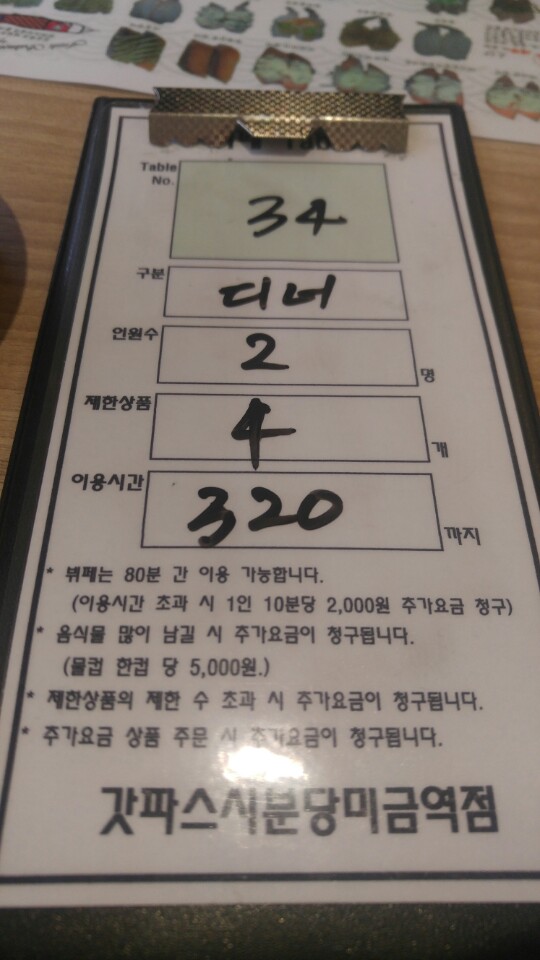 Table
No.
34
구분
디너
인원수
2
명
제한상품
4
개
이용시간
3,20
까지
* 뷔페는 80분 간 이용 가능합니다.
(이용시간 초과 시 1인 10분당 2,000원 추가요금 청구)
* 음식물 많이 남길 시 추가요금이 청구됩니다.
(물컵 한컵 당 5,000원.)
* 제한상품의 제한 수 초과 시 추가요금이 청구됩니다.
* 추가요금 상품 주문 시 추가요금이 청구됩니다.
갓파스시분당미금역점